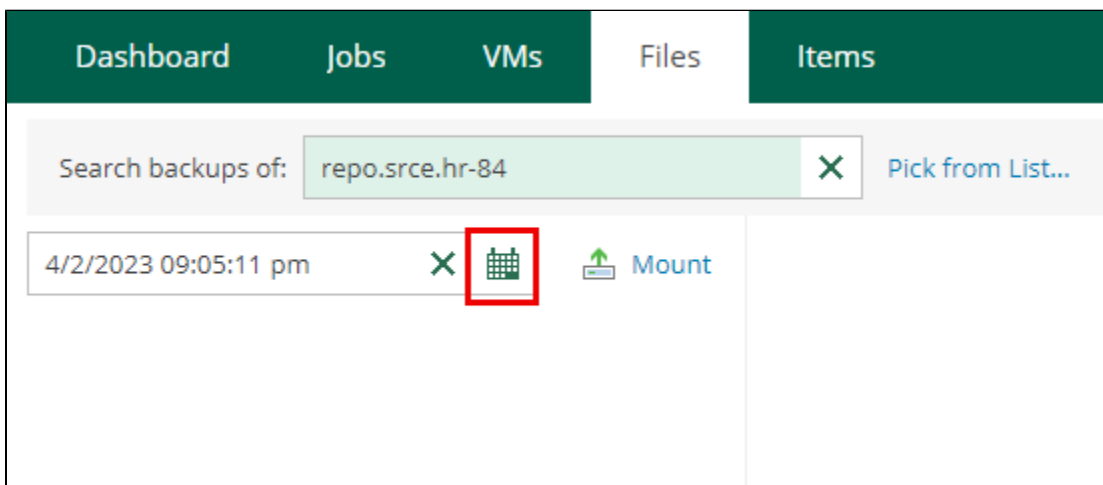 Dashboard Jobs VMs Files Items
Search backups of: repo.srce.hr-84 Pick from List...
4/2/2023 09:05:11 pm Mount